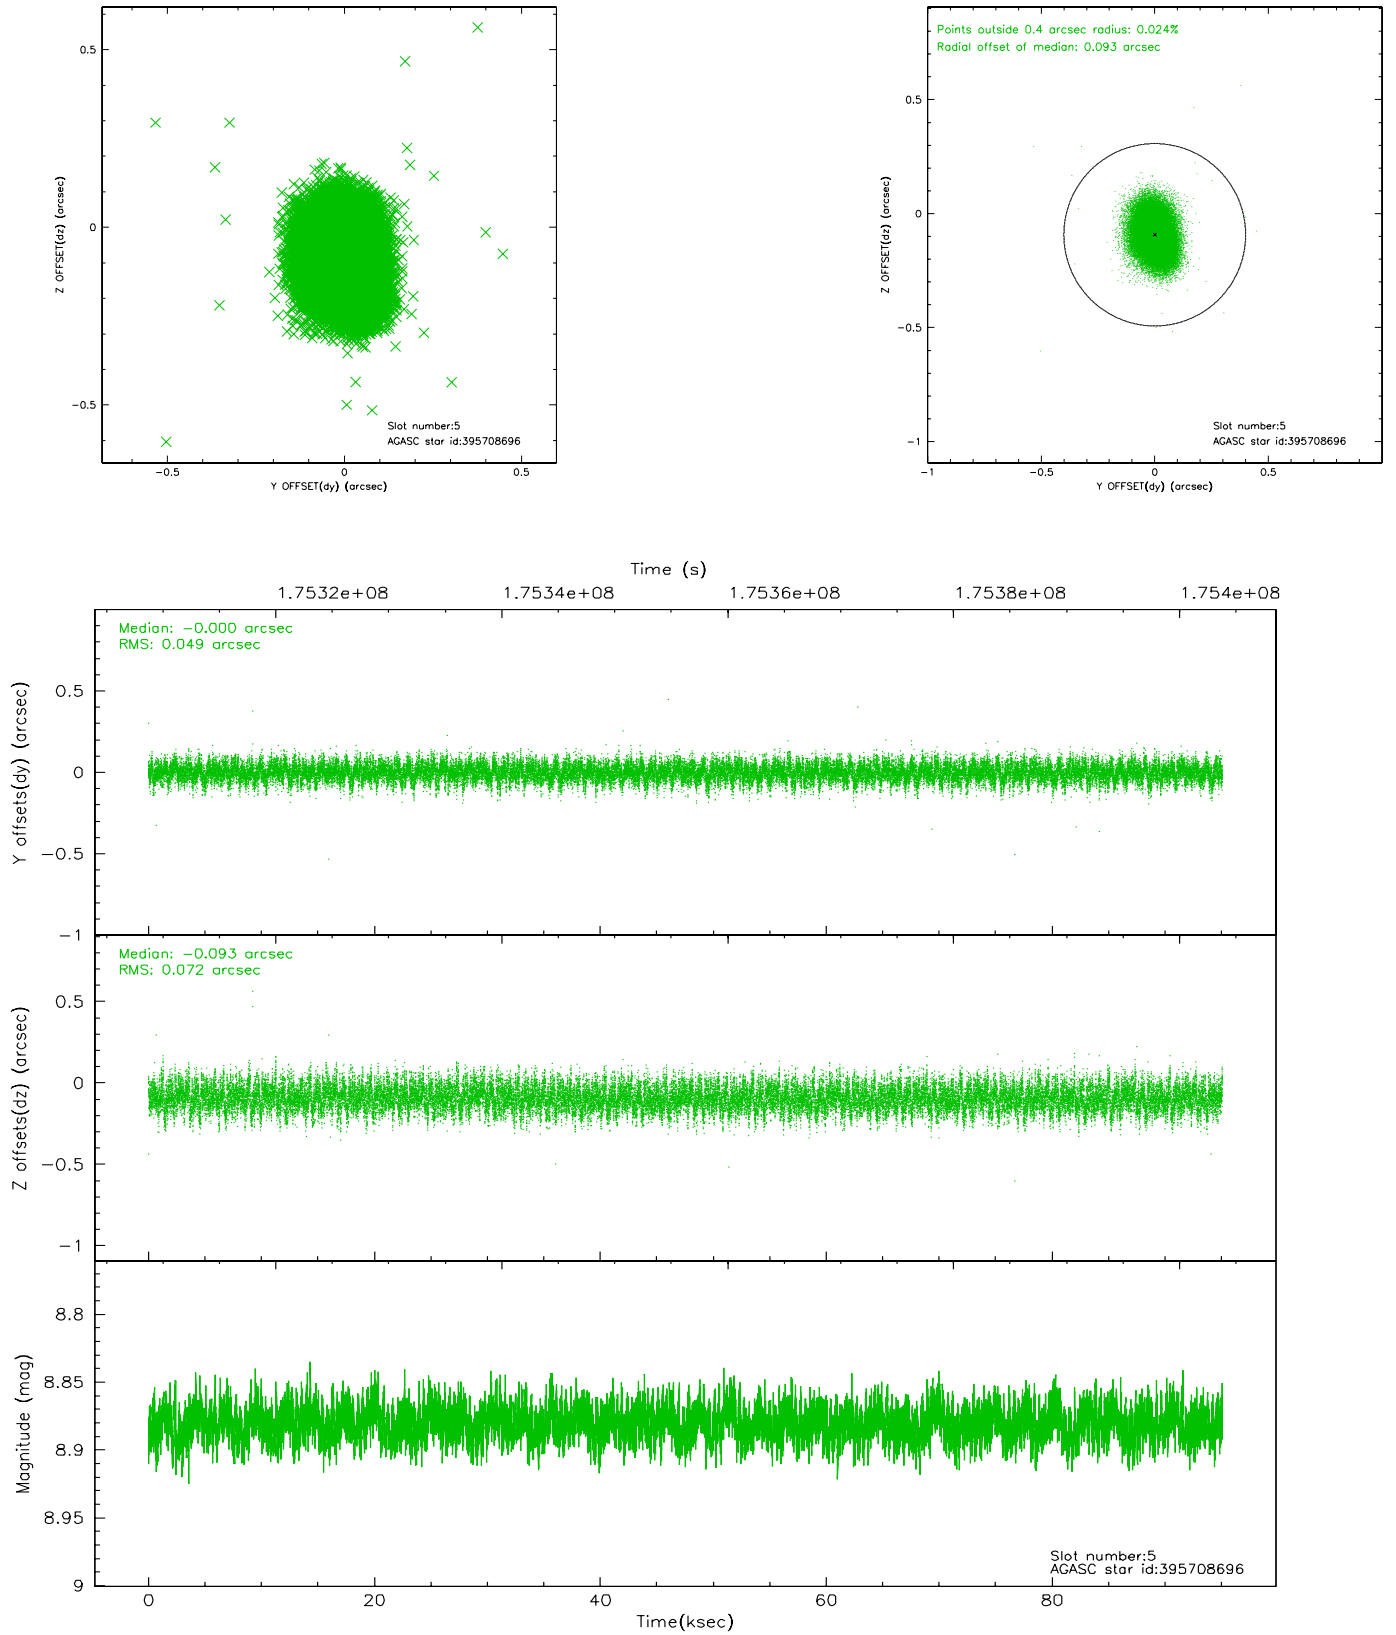 0.5
0
−0.5
Z OFFSET(dz) (arcsec)
−0.5 0 0.5
Y OFFSET(dy) (arcsec)
Slot number:5
AGASC star id:395708696
Points outside 0.4 arcsec radius: 0.024%
Radial offset of median: 0.093 arcsec
0.5
0
−0.5
−1
Z OFFSET(dz) (arcsec)
Slot number:5
AGASC star id:395708696
−1 −0.5 0 0.5
Y OFFSET(dy) (arcsec)
Time (s)
1.7532e+08 1.7534e+08 1.7536e+08 1.7538e+08 1.754e+08
Median: −0.000 arcsec
RMS: 0.049 arcsec
0.5
0
−0.5
−1
Y offsets(dy) (arcsec)
Median: −0.093 arcsec
RMS: 0.072 arcsec
0.5
0
−0.5
−1
Z offsets(dz) (arcsec)
8.8
8.85
8.9
8.95
9
Magnitude (mag)
Slot number:5
AGASC star id:395708696
0 20 40 60 80
Time(ksec)